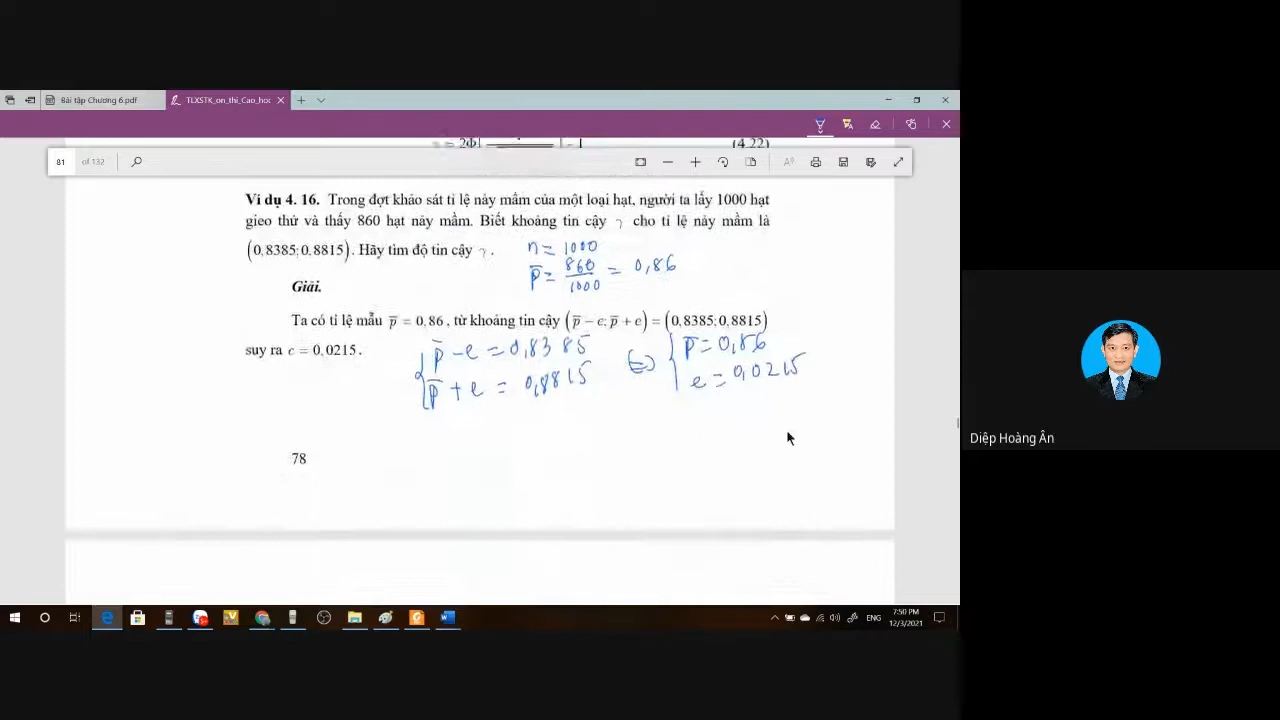 Bài tập Chương 6.pdf
TLXSTK_on_thi_Cao_hoc
81 of 132
(4.22)
Ví dụ 4. 16. Trong đợt khảo sát tỉ lệ nảy mầm của một loại hạt, người ta lấy 1000 hạt
gieo thử và thấy 860 hạt nảy mầm. Biết khoảng tin cậy γ cho tỉ lệ nảy mầm là
(0,8385; 0,8815). Hãy tìm độ tin cậy γ.
n = 1000
p̅ = 860/1000 = 0,86
Giải.
Ta có tỉ lệ mẫu p̅ = 0,86, từ khoảng tin cậy (p̅ − e; p̅ + e) = (0,8385; 0,8815)
suy ra e = 0,0215.
p̅ − e = 0,8385
p̅ + e = 0,8815
⇔ p̅ = 0,86
e = 0,0215
78
Diệp Hoàng Ân
ENG
7:50 PM
12/3/2021